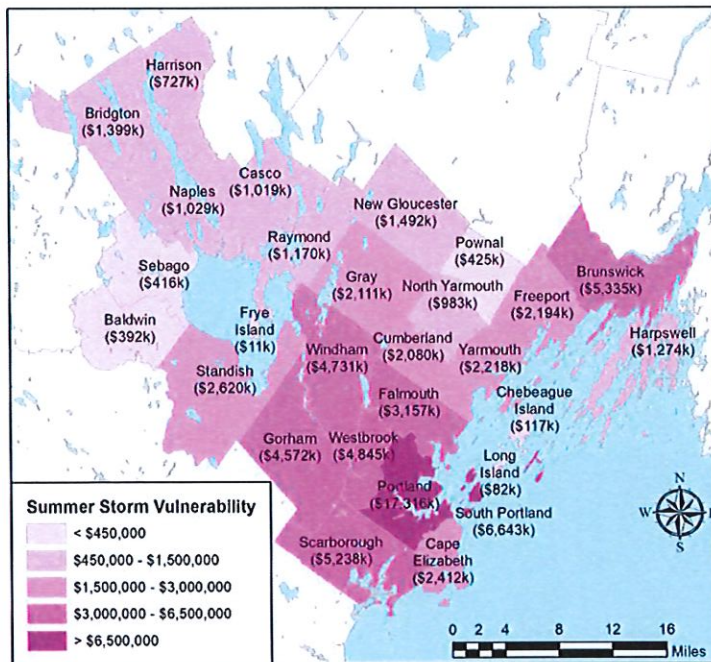 Harrison
($727k)
Bridgton
($1,399k)
Casco
($1,019k)
Naples
($1,029k)
New Gloucester
($1,492k)
Raymond
($1,170k)
Pownal
($425k)
Sebago
($416k)
Gray
($2,111k)
North Yarmouth
($983k)
Brunswick
($5,335k)
Freeport
($2,194k)
Baldwin
($392k)
Frye
Island
($11k)
Harpswell
($1,274k)
Windham
($4,731k)
Cumberland
($2,080k)
Yarmouth
($2,218k)
Standish
($2,620k)
Falmouth
($3,157k)
Chebeague
Island
($117k)
Gorham
($4,572k)
Westbrook
($4,845k)
Long
Island
($82k)
Portland
($17,316k)
South Portland
($6,643k)
Scarborough
($5,238k)
Cape
Elizabeth
($2,412k)
Summer Storm Vulnerability
< $450,000
$450,000 - $1,500,000
$1,500,000 - $3,000,000
$3,000,000 - $6,500,000
> $6,500,000
N
W
E
S
0 2 4 8 12 16
Miles